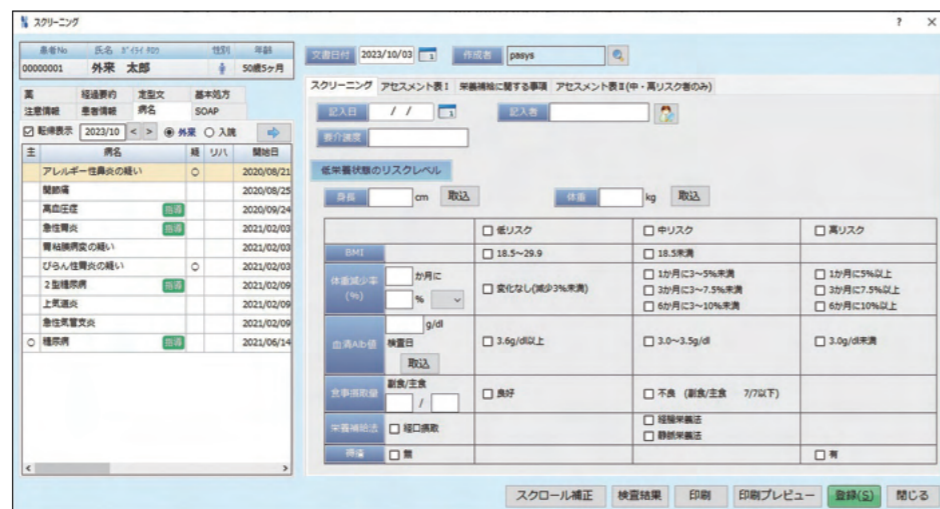 スクリーニング ? ×
患者No 氏名 性別 年齢
00000001 外来 太郎 50歳5ヶ月
文書日付 2023/10/03 作成者 pasys
薬 経過要約 定型文 基本処方
注意情報 患者情報 病名 SOAP
転帰表示 2023/10 < > 外来 入院
主 病名 経 リハ 開始日
アレルギー性鼻炎の疑い ○ 2020/08/21
関節痛 2020/08/25
高血圧症 指導 2020/09/24
急性胃炎 指導 2021/02/03
胃粘膜病変の疑い 2021/02/03
びらん性胃炎の疑い ○ 2021/02/03
2型糖尿病 指導 2021/02/09
上気道炎 2021/02/09
急性気管支炎 2021/02/09
○ 糖尿病 指導 2021/06/14
スクリーニング アセスメント表Ⅰ 栄養補給に関する事項 アセスメント表Ⅱ(中・高リスク者のみ)
記入日 / / 記入者
要介護度
低栄養状態のリスクレベル
身長 cm 取込 体重 kg 取込
低リスク 中リスク 高リスク
BMI 18.5~29.9 18.5未満
体重減少率 (%) か月に %
変化なし(減少3%未満)
1か月に3~5%未満
3か月に3~7.5%未満
6か月に3~10%未満
1か月に5%以上
3か月に7.5%以上
6か月に10%以上
血清Alb値 g/dl 検査日 取込
3.6g/dl以上 3.0~3.5g/dl 3.0g/dl未満
食事摂取量 副食/主食 /
良好 不良 (副食/主食 7/7以下)
栄養補給法 経口摂取
経腸栄養法
静脈栄養法
褥瘡 無 有
スクロール補正 検査結果 印刷 印刷プレビュー 登録(S) 閉じる